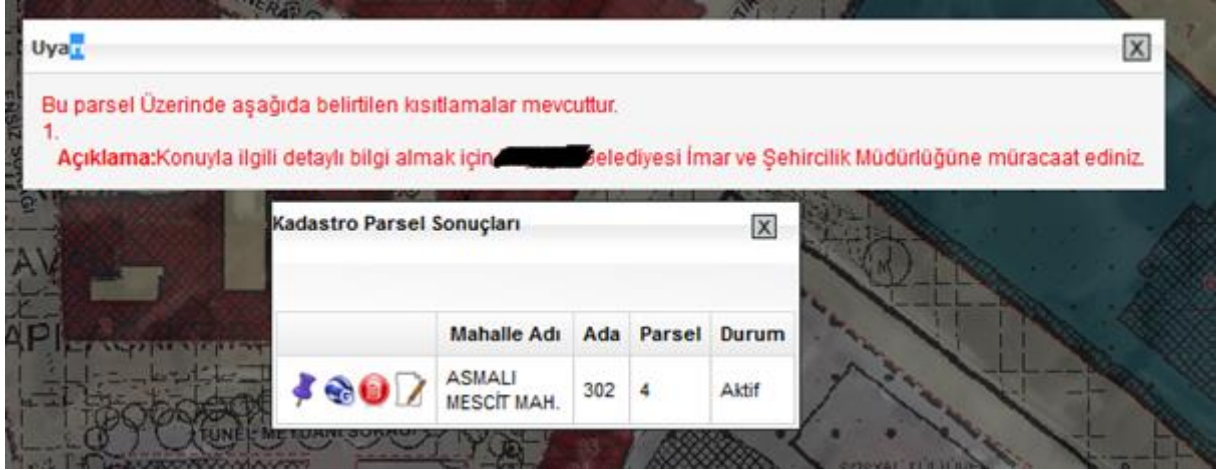 Uyarı
Bu parsel Üzerinde aşağıda belirtilen kısıtlamalar mevcuttur.
1.
Açıklama:Konuyla ilgili detaylı bilgi almak için Belediyesi İmar ve Şehircilik Müdürlüğüne müracaat ediniz.
Kadastro Parsel Sonuçları
Mahalle Adı Ada Parsel Durum
ASMALI
MESCİT MAH. 302 4 Aktif
TÜNEL MEYDANI SOKAĞI